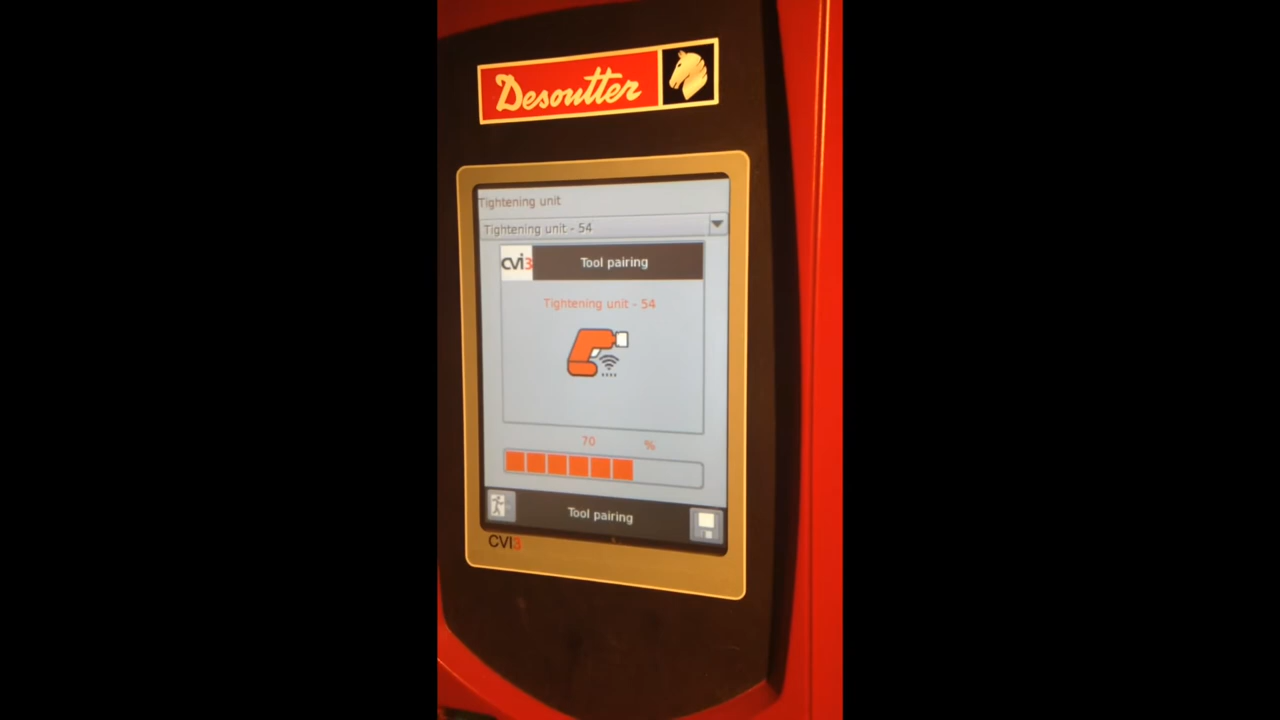 Desoutter
Tightening unit
Tightening unit - 54
CVI3 Tool pairing
Tightening unit - 54
70 %
Tool pairing
CVI3